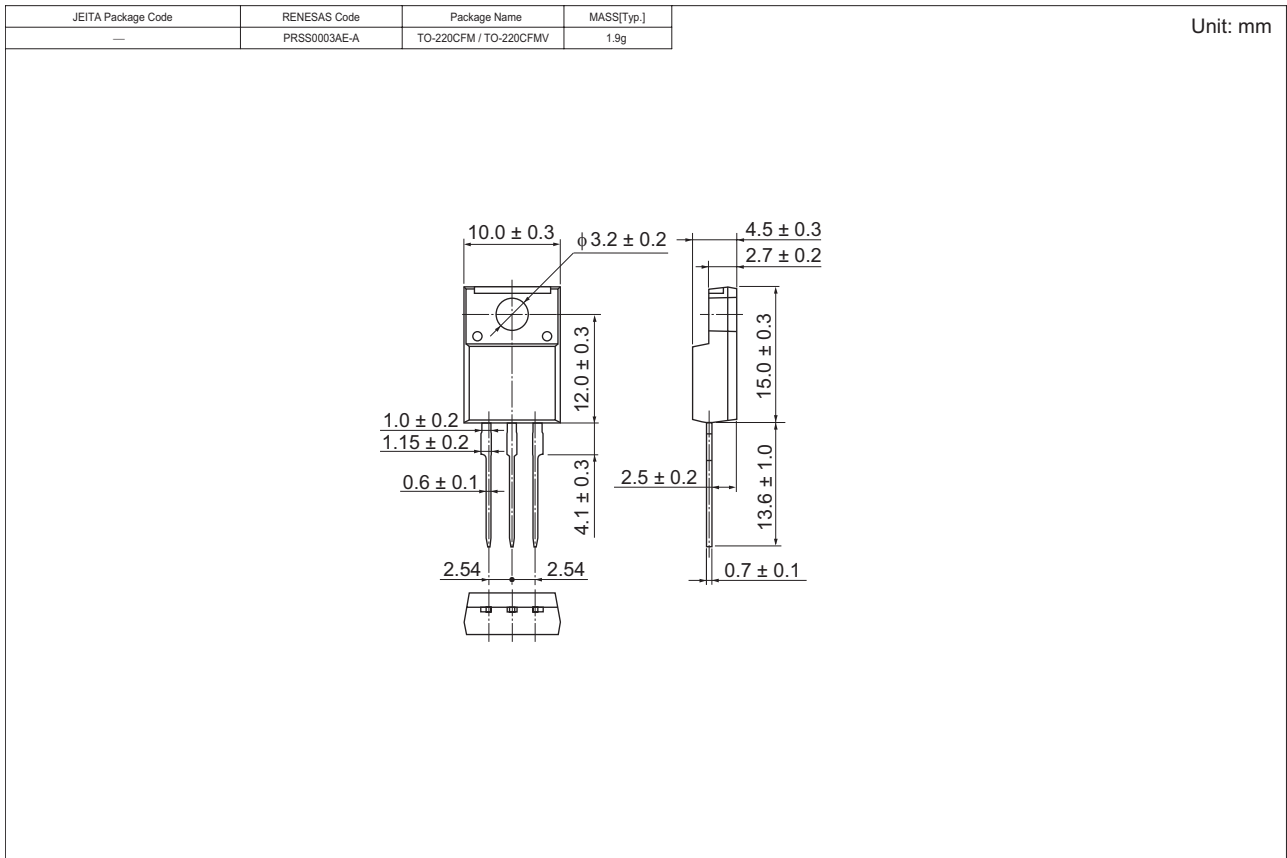 JEITA Package Code RENESAS Code Package Name MASS[Typ.]
— PRSS0003AE-A TO-220CFM / TO-220CFMV 1.9g
Unit: mm
10.0 ± 0.3
ϕ 3.2 ± 0.2
4.5 ± 0.3
2.7 ± 0.2
12.0 ± 0.3
15.0 ± 0.3
1.0 ± 0.2
1.15 ± 0.2
0.6 ± 0.1
4.1 ± 0.3
2.5 ± 0.2
13.6 ± 1.0
2.54 2.54
0.7 ± 0.1